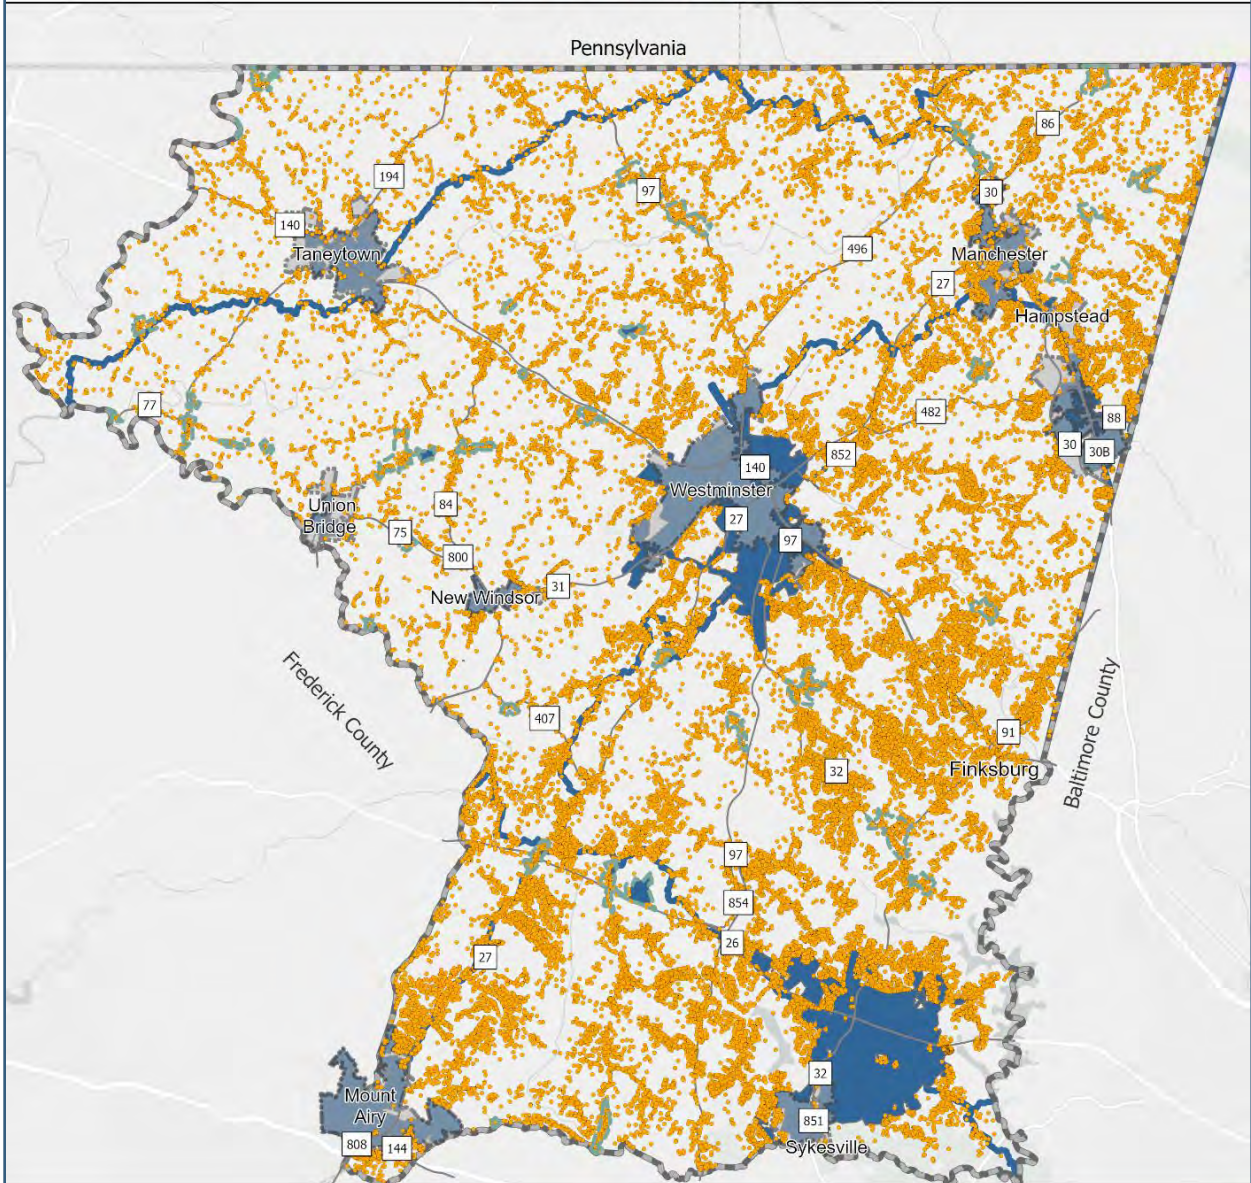 Pennsylvania
86
194
97
30
140
Taneytown
496
Manchester
27
Hampstead
77
482
88
852
30
30B
140
Westminster
84
Union
Bridge
27
75
97
800
31
New Windsor
Frederick County
407
91
Baltimore County
32
Finksburg
97
854
26
27
32
Mount
Airy
851
808
144
Sykesville